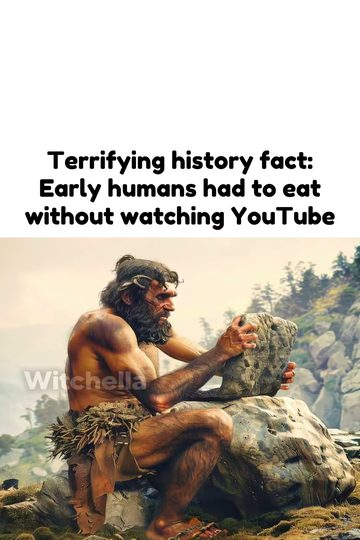 Terrifying history fact:
Early humans had to eat
without watching YouTube
Witchella